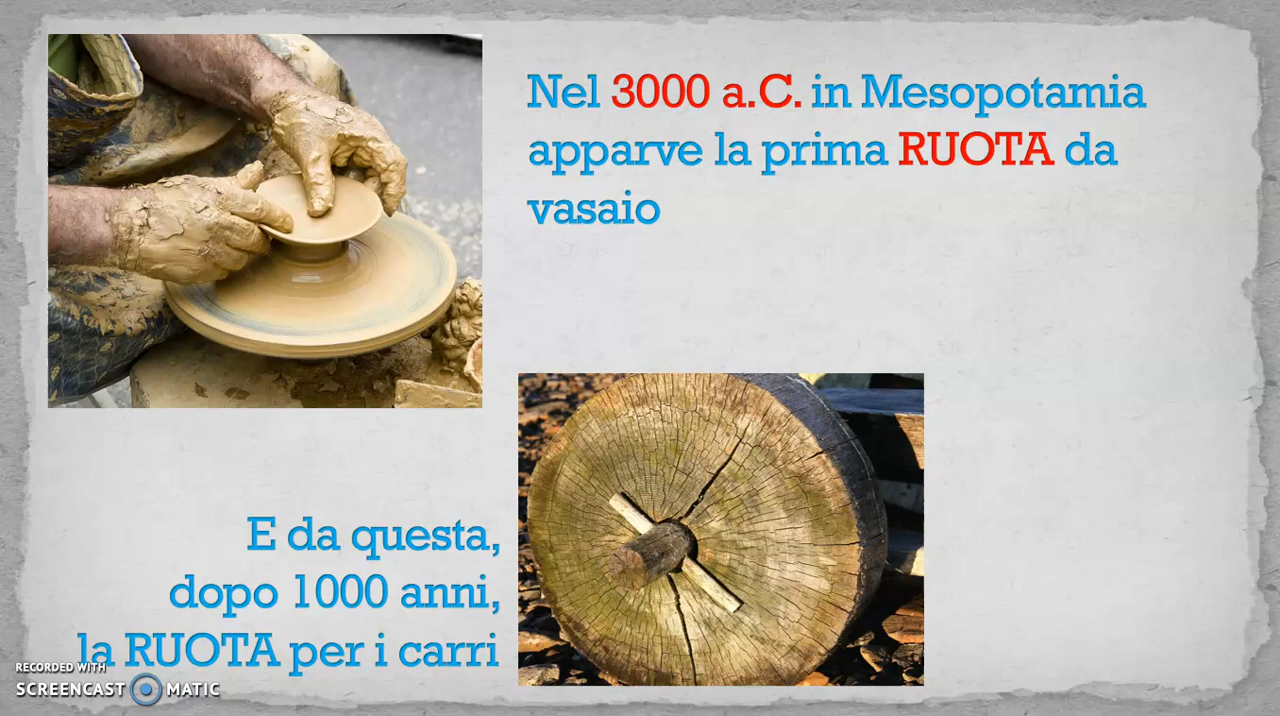 Nel 3000 a.C. in Mesopotamia
apparve la prima RUOTA da
vasaio
E da questa,
dopo 1000 anni,
la RUOTA per i carri
RECORDED WITH
SCREENCAST MATIC